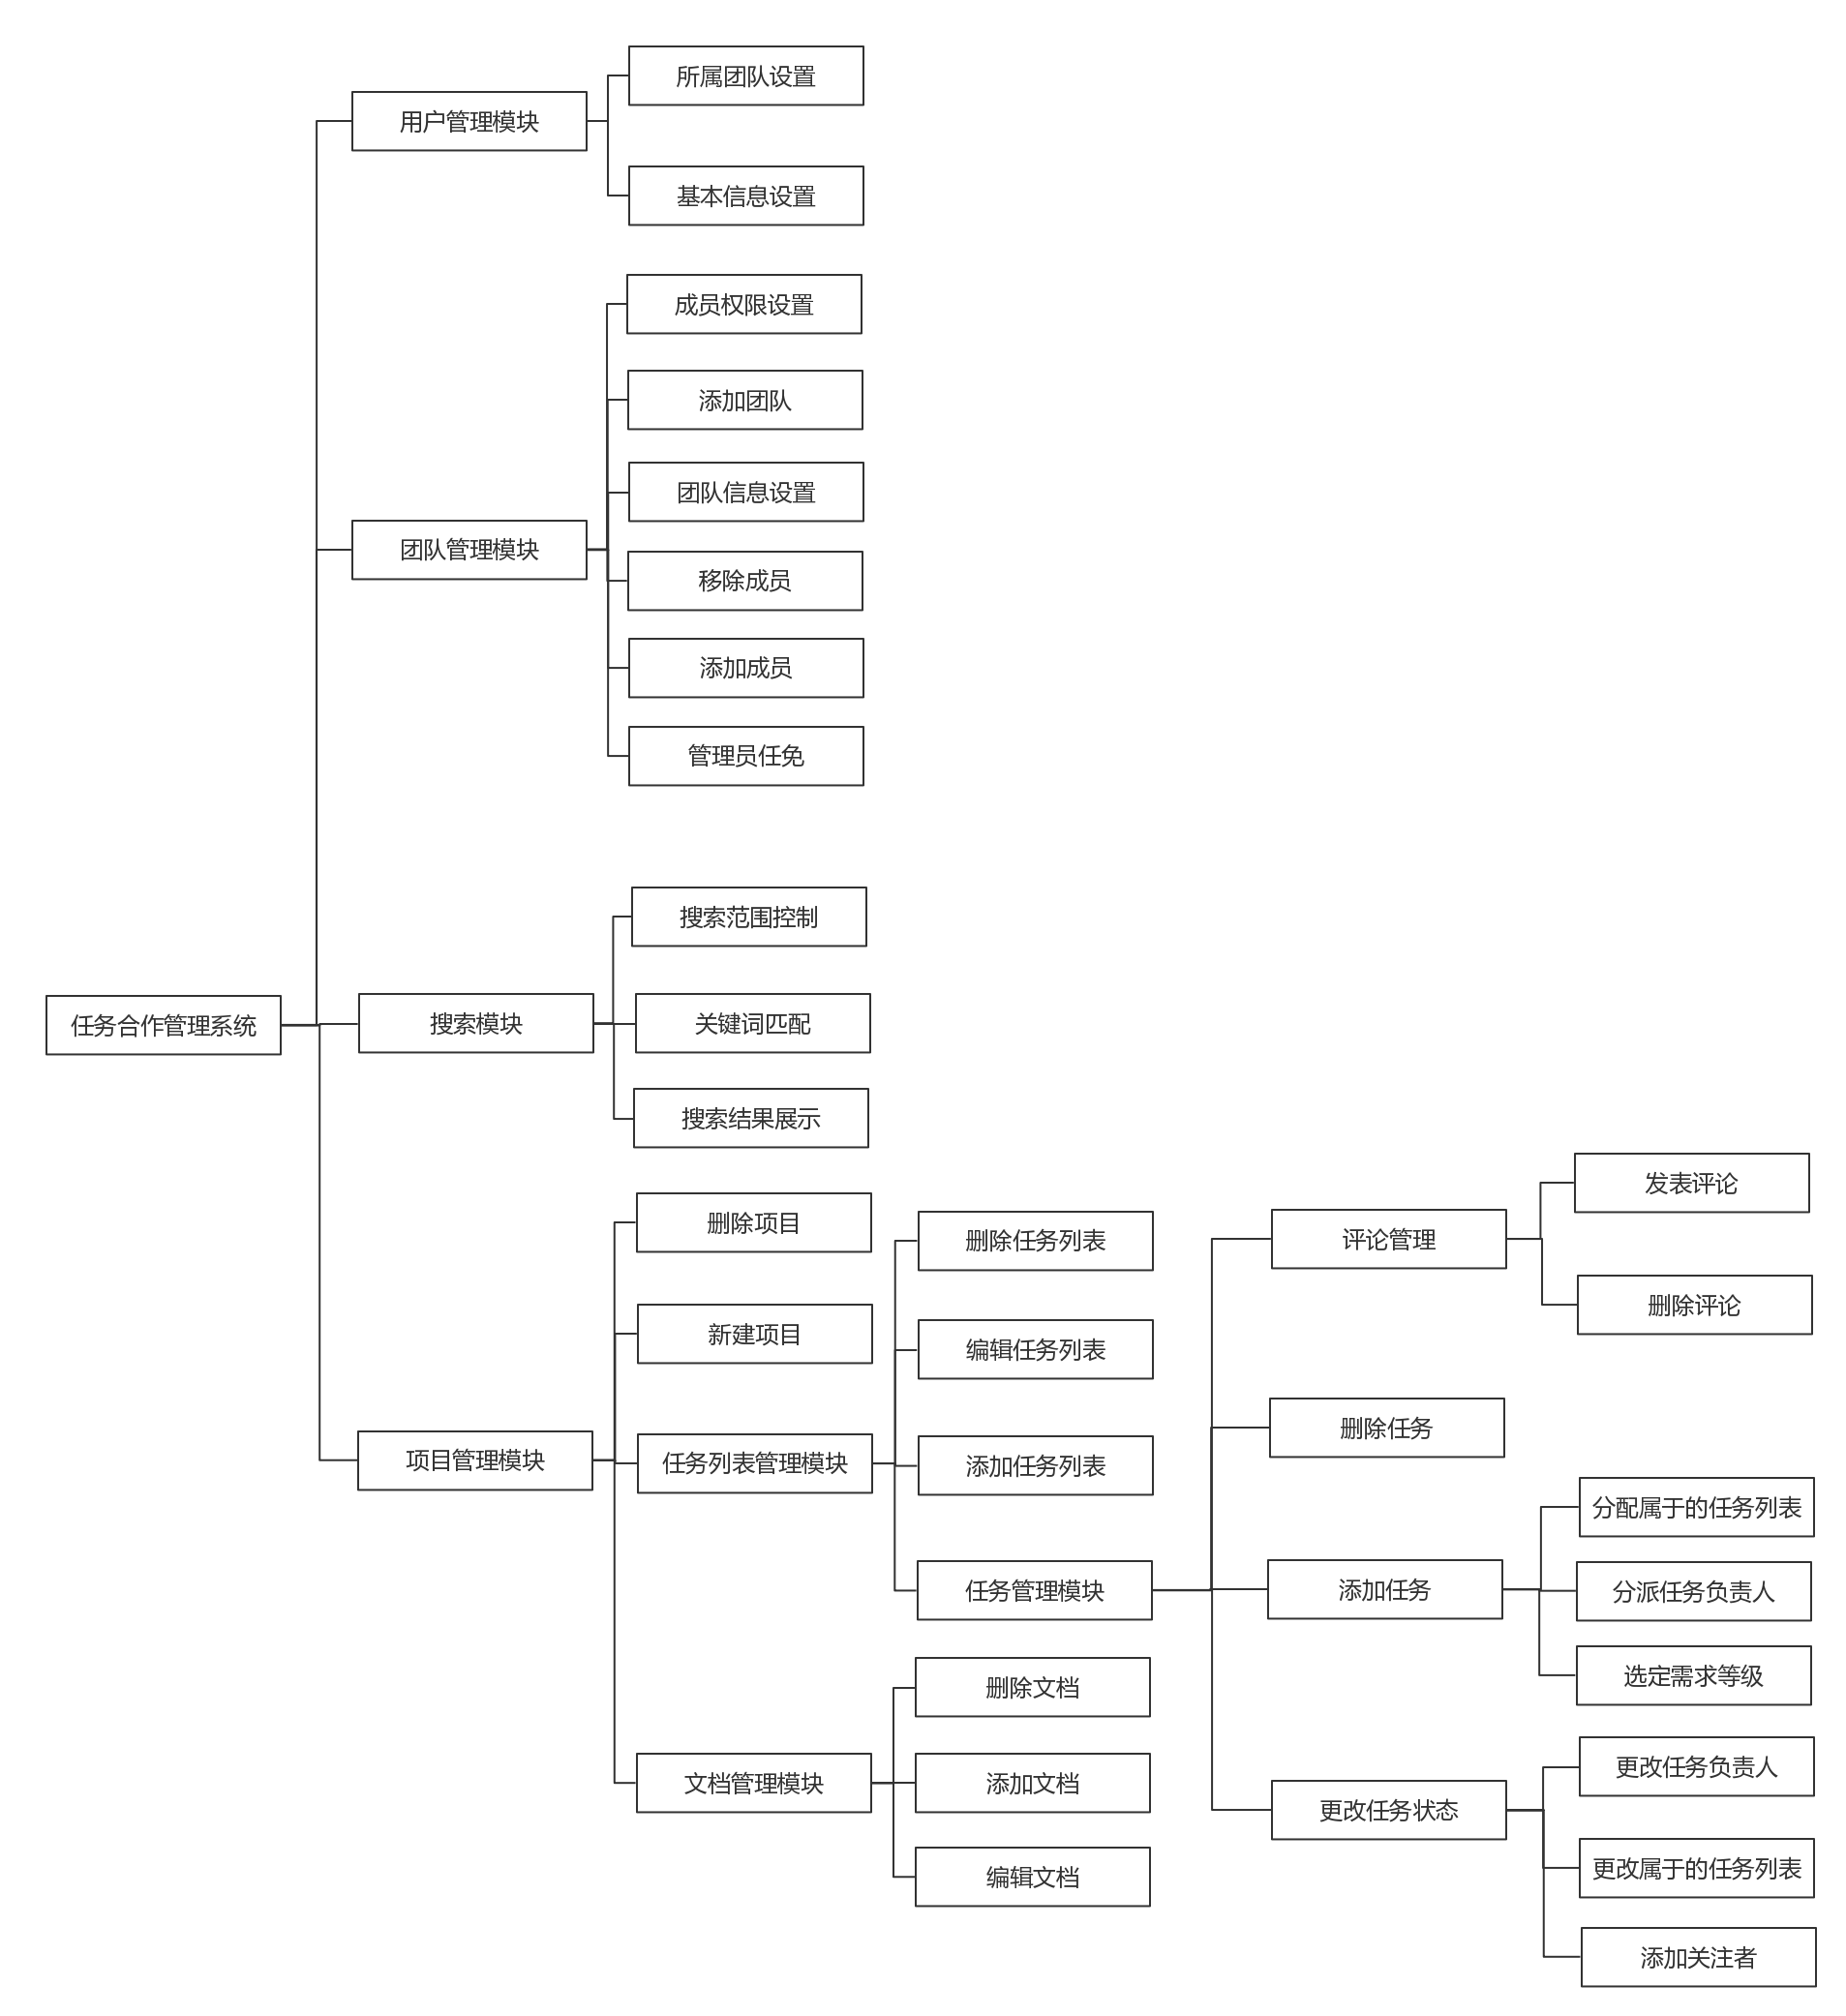 任务合作管理系统
用户管理模块
所属团队设置
基本信息设置
团队管理模块
成员权限设置
添加团队
团队信息设置
移除成员
添加成员
管理员任免
搜索模块
搜索范围控制
关键词匹配
搜索结果展示
项目管理模块
删除项目
新建项目
任务列表管理模块
删除任务列表
编辑任务列表
添加任务列表
任务管理模块
评论管理
发表评论
删除评论
删除任务
添加任务
分配属于的任务列表
分派任务负责人
选定需求等级
更改任务状态
更改任务负责人
更改属于的任务列表
添加关注者
文档管理模块
删除文档
添加文档
编辑文档